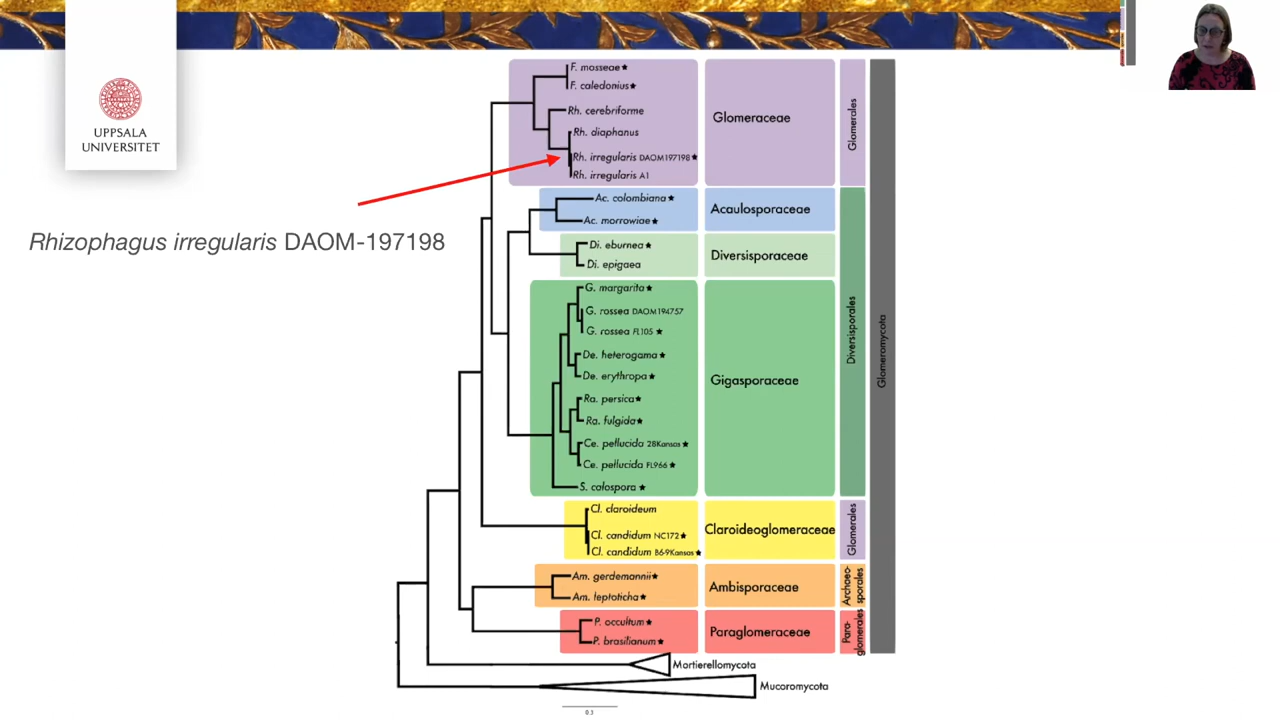 UPPSALA
UNIVERSITET
Rhizophagus irregularis DAOM-197198
F. mosseae ★
F. caledonius ★
Rh. cerebriforme
Rh. diaphanus
Rh. irregularis DAOM197198 ★
Rh. irregularis A1
Glomeraceae
Glomerales
Ac. colombiana ★
Ac. morrowiae ★
Acaulosporaceae
Di. eburnea ★
Di. epigaea
Diversisporaceae
G. margarita ★
G. rossea DAOM194757
G. rossea FL105 ★
De. heterogama ★
De. erythropa ★
Ra. persica ★
Ra. fulgida ★
Ce. pellucida 28Kansas ★
Ce. pellucida FL966 ★
S. calospora ★
Gigasporaceae
Diversisporales
Cl. claroideum
Cl. candidum NC172 ★
Cl. candidum B6-9Kansas ★
Claroideoglomeraceae
Glomerales
Am. gerdemannii ★
Am. leptoticha ★
Ambisporaceae
Archaeo-
sporales
P. occultum ★
P. brasilianum ★
Paraglomeraceae
Para-
glomerales
Glomeromycota
Mortierellomycota
Mucoromycota